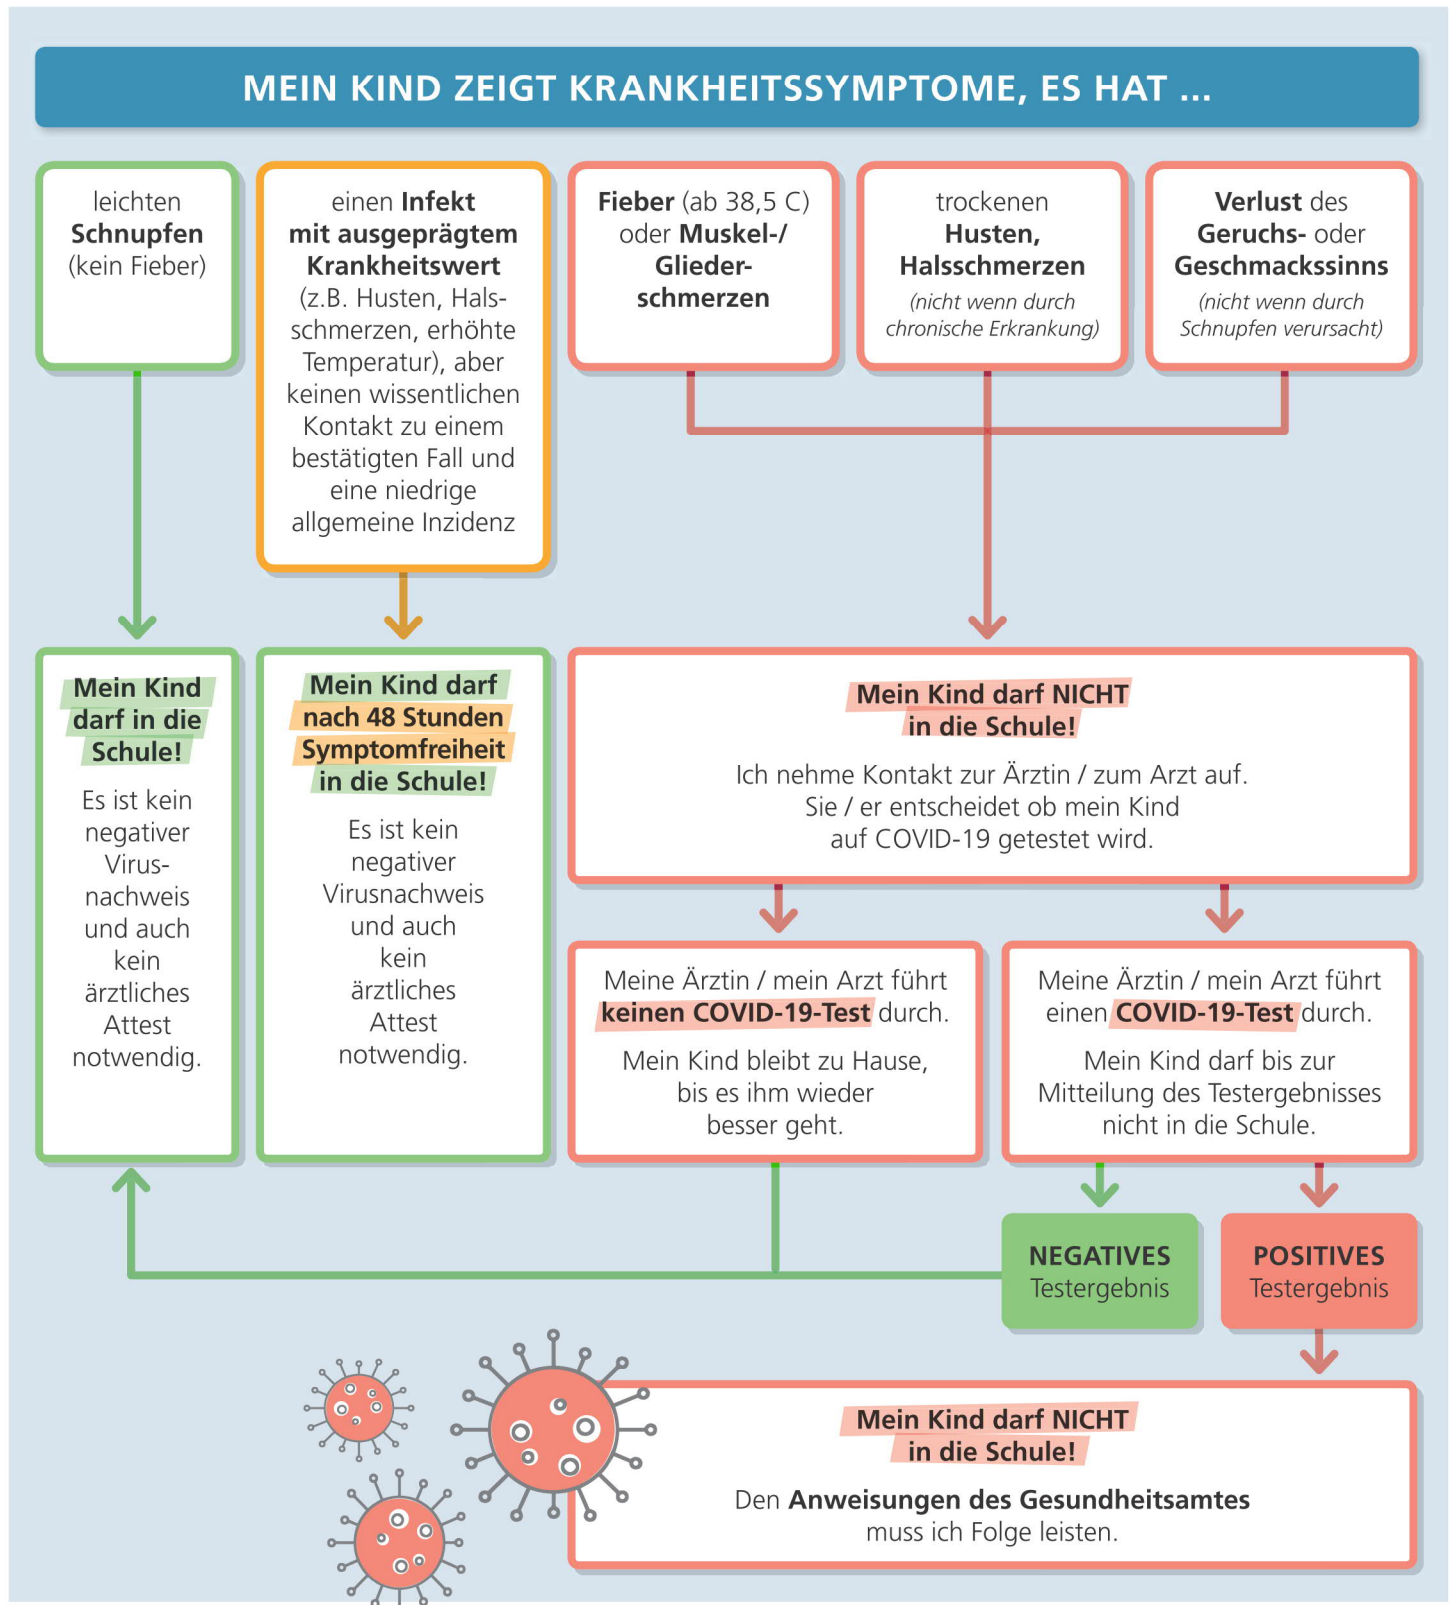 MEIN KIND ZEIGT KRANKHEITSSYMPTOME, ES HAT ...
leichten
Schnupfen
(kein Fieber)
einen Infekt
mit ausgeprägtem
Krankheitswert
(z.B. Husten, Hals-
schmerzen, erhöhte
Temperatur), aber
keinen wissentlichen
Kontakt zu einem
bestätigten Fall und
eine niedrige
allgemeine Inzidenz
Fieber (ab 38,5 C)
oder Muskel-/
Glieder-
schmerzen
trockenen
Husten,
Halsschmerzen
(nicht wenn durch
chronische Erkrankung)
Verlust des
Geruchs- oder
Geschmackssinns
(nicht wenn durch
Schnupfen verursacht)
Mein Kind
darf in die
Schule!
Es ist kein
negativer
Virus-
nachweis
und auch
kein
ärztliches
Attest
notwendig.
Mein Kind darf
nach 48 Stunden
Symptomfreiheit
in die Schule!
Es ist kein
negativer
Virusnachweis
und auch
kein
ärztliches
Attest
notwendig.
Mein Kind darf NICHT
in die Schule!
Ich nehme Kontakt zur Ärztin / zum Arzt auf.
Sie / er entscheidet ob mein Kind
auf COVID-19 getestet wird.
Meine Ärztin / mein Arzt führt
keinen COVID-19-Test durch.
Mein Kind bleibt zu Hause,
bis es ihm wieder
besser geht.
Meine Ärztin / mein Arzt führt
einen COVID-19-Test durch.
Mein Kind darf bis zur
Mitteilung des Testergebnisses
nicht in die Schule.
NEGATIVES
Testergebnis
POSITIVES
Testergebnis
Mein Kind darf NICHT
in die Schule!
Den Anweisungen des Gesundheitsamtes
muss ich Folge leisten.